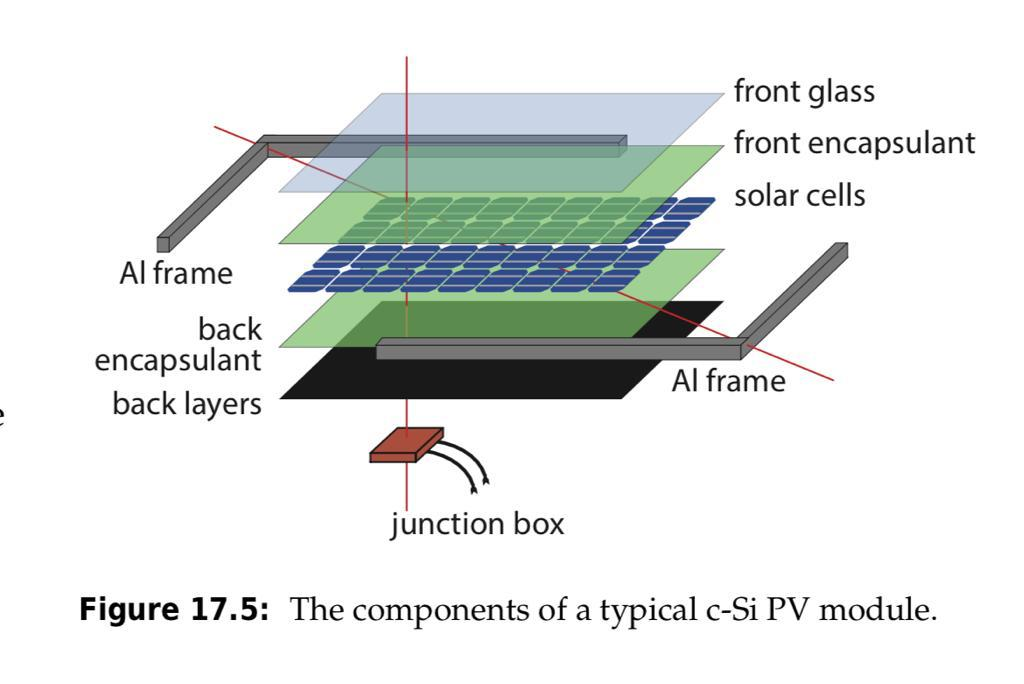 front glass
front encapsulant
solar cells
Al frame
back
encapsulant
Al frame
back layers
e
junction box
Figure 17.5: The components of a typical c-Si PV module.